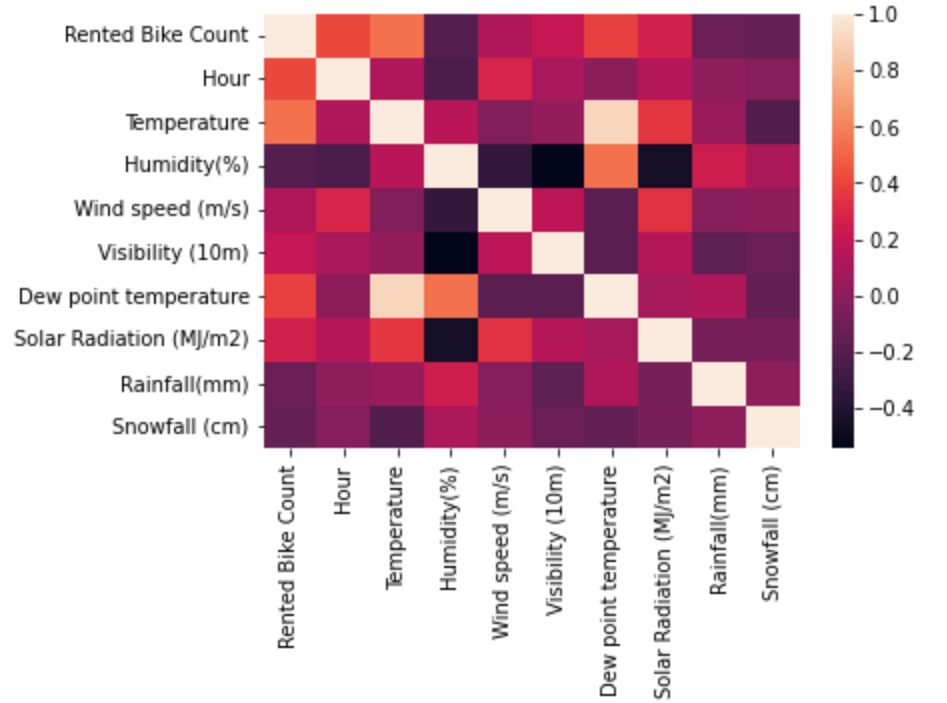 Rented Bike Count
Hour
Temperature
Humidity(%)
Wind speed (m/s)
Visibility (10m)
Dew point temperature
Solar Radiation (MJ/m2)
Rainfall(mm)
Snowfall (cm)
Rented Bike Count
Hour
Temperature
Humidity(%)
Wind speed (m/s)
Visibility (10m)
Dew point temperature
Solar Radiation (MJ/m2)
Rainfall(mm)
Snowfall (cm)
1.0
0.8
0.6
0.4
0.2
0.0
−0.2
−0.4